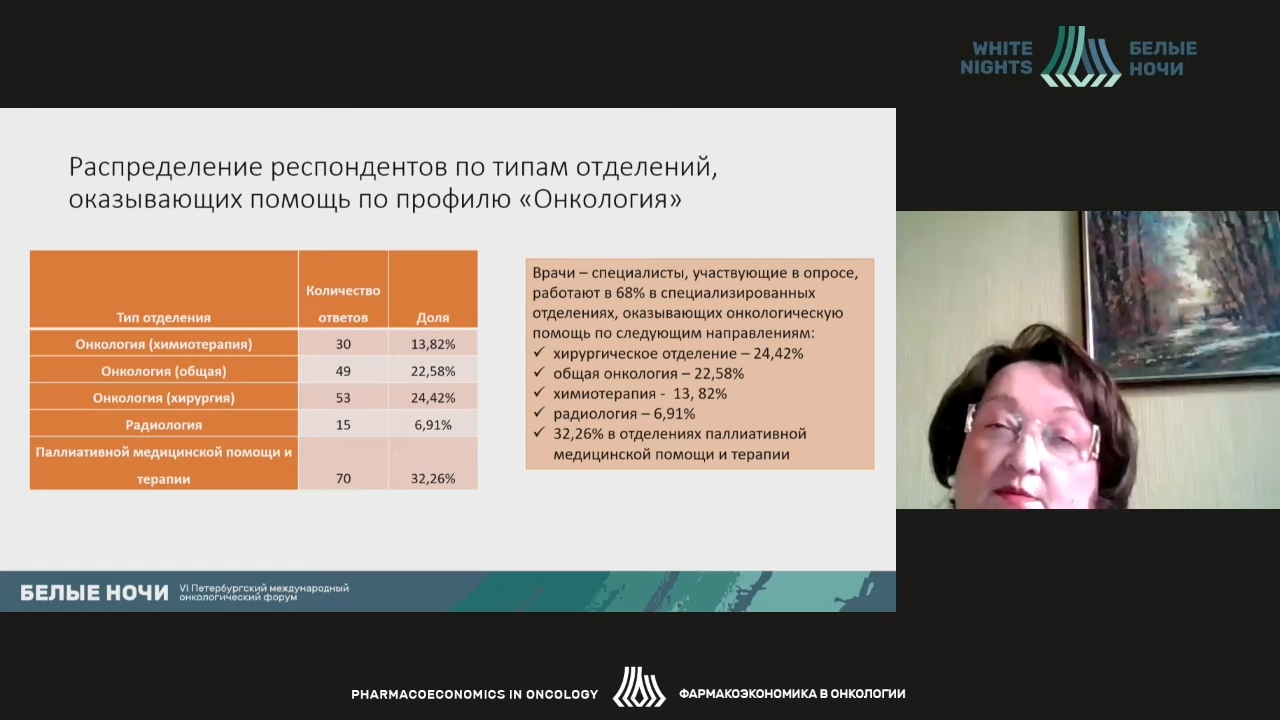 WHITE
NIGHTS
БЕЛЫЕ
НОЧИ
Распределение респондентов по типам отделений,
оказывающих помощь по профилю «Онкология»
Тип отделения
Количество
ответов
Доля
Онкология (химиотерапия) 30 13,82%
Онкология (общая) 49 22,58%
Онкология (хирургия) 53 24,42%
Радиология 15 6,91%
Паллиативной медицинской помощи и
терапии 70 32,26%
Врачи – специалисты, участвующие в опросе,
работают в 68% в специализированных
отделениях, оказывающих онкологическую
помощь по следующим направлениям:
✓ хирургическое отделение – 24,42%
✓ общая онкология – 22,58%
✓ химиотерапия - 13, 82%
✓ радиология – 6,91%
✓ 32,26% в отделениях паллиативной
медицинской помощи и терапии
БЕЛЫЕ НОЧИ
VI Петербургский международный
онкологический форум
PHARMACOECONOMICS IN ONCOLOGY
ФАРМАКОЭКОНОМИКА В ОНКОЛОГИИ